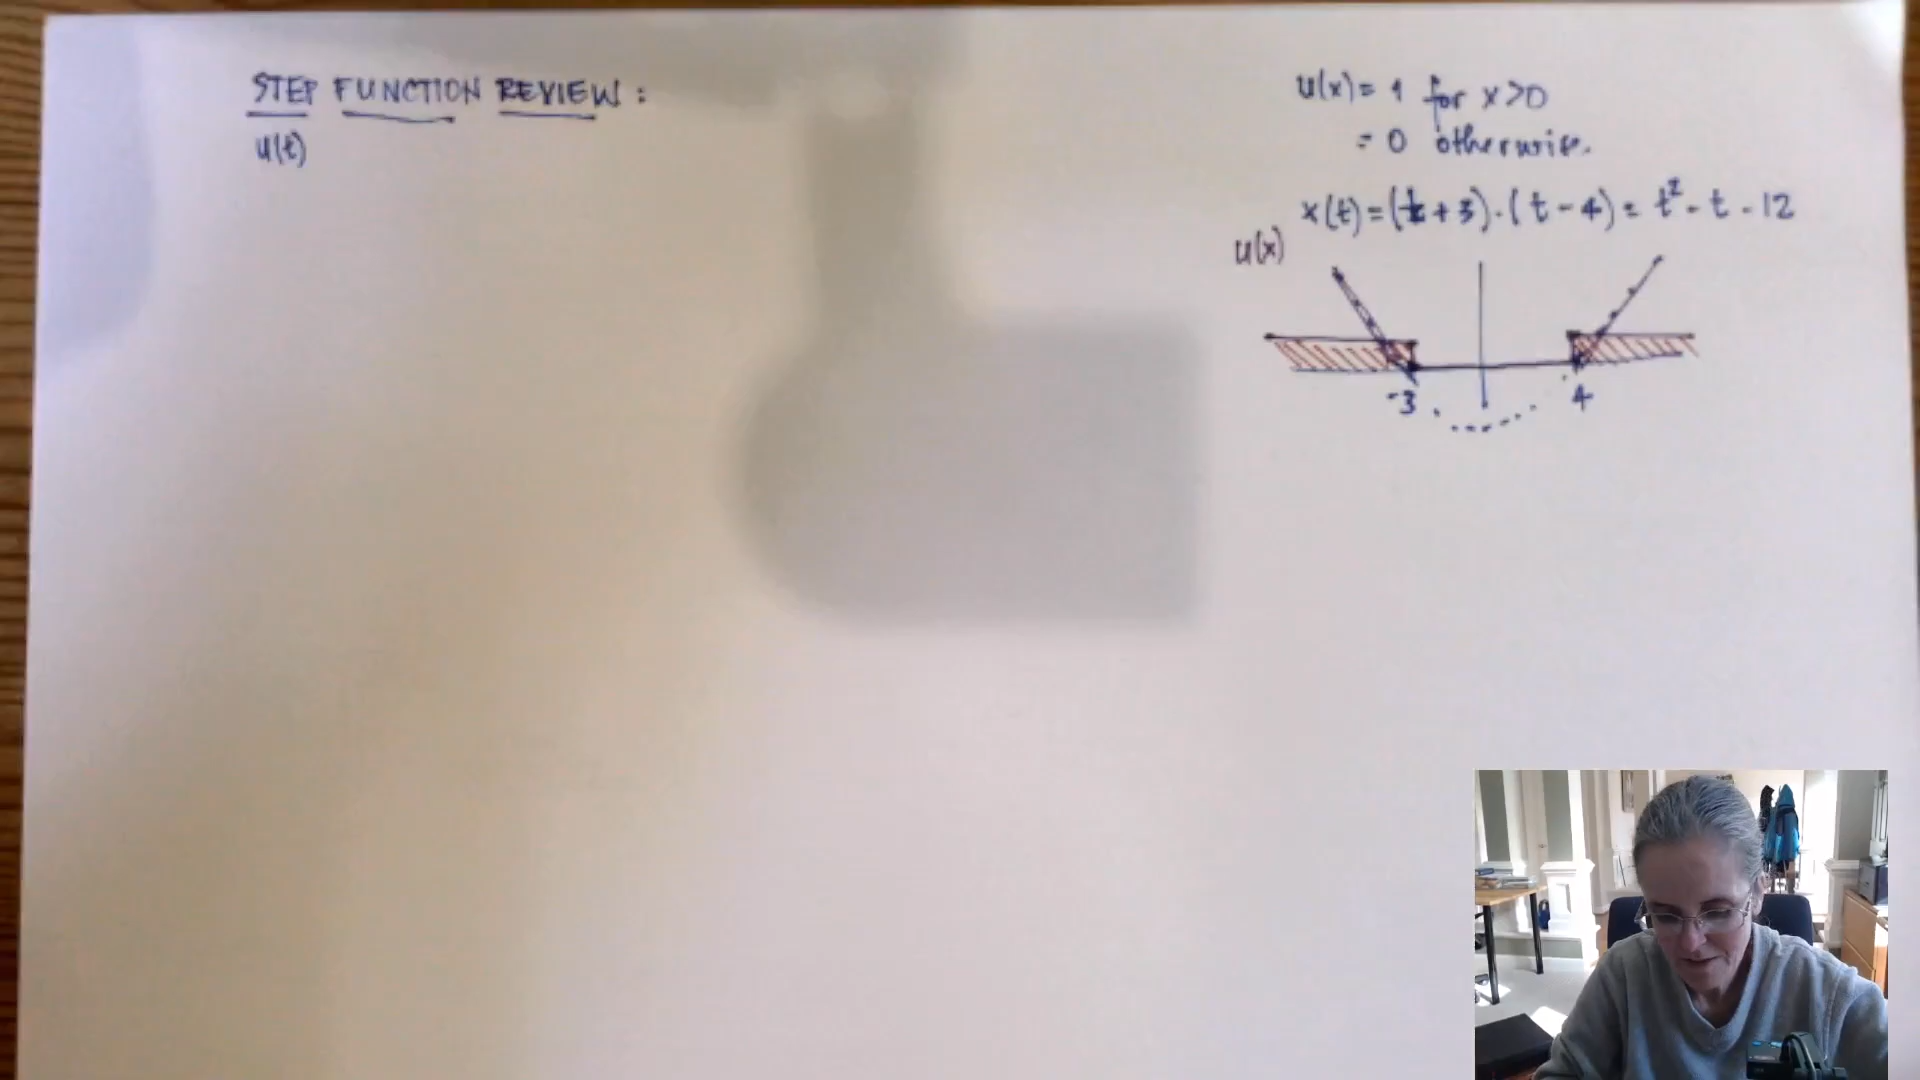 STEP FUNCTION REVIEW :
u(t)
u(x) = 1 for x>0
= 0 otherwise.
x(t) = (t+3)·(t-4) = t² - t - 12
u(x)
-3
4